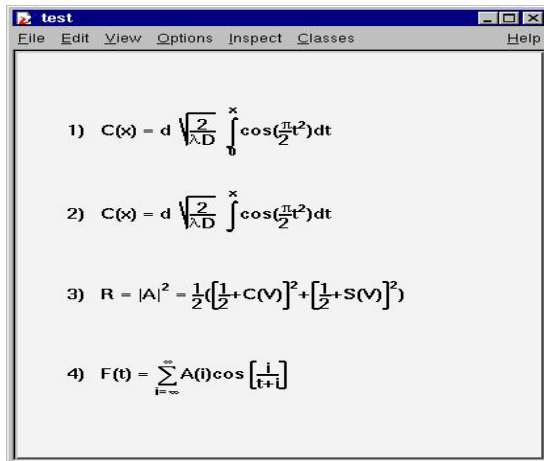 test
File Edit View Options Inspect Classes Help
1) C(x) = d √(2/λD) ∫₀ˣ cos(π/2 t²)dt
2) C(x) = d √(2/λD) ∫ˣ cos(π/2 t²)dt
3) R = |A|² = 1/2([1/2+C(V)]²+[1/2+S(V)]²)
4) F(t) = ∑_{i=-∞}^{∞} A(i)cos [i/(t+i)]